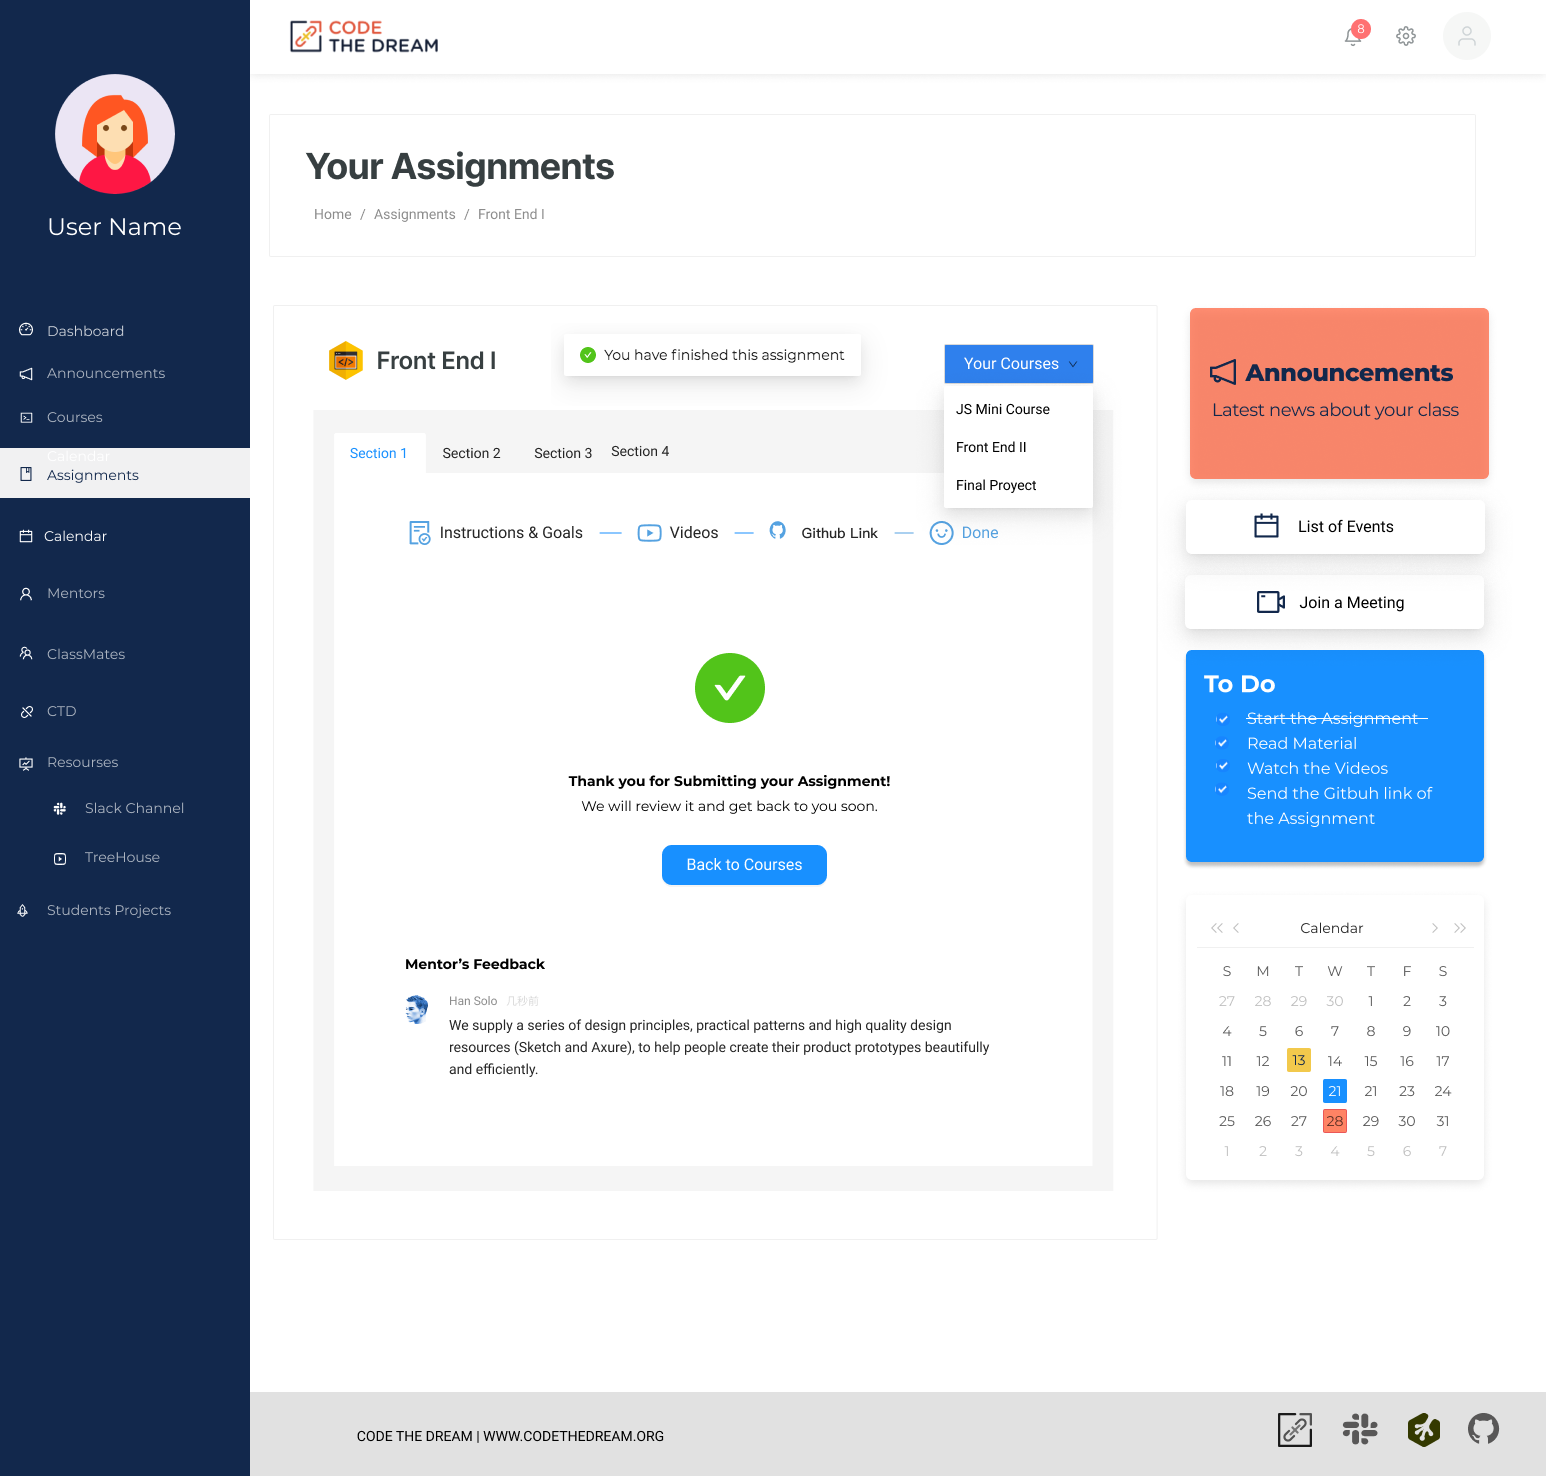 User Name
Dashboard
Announcements
Courses
Calendar
Assignments
Calendar
Mentors
ClassMates
CTD
Resourses
Slack Channel
TreeHouse
Students Projects
CODE
THE DREAM
8
Your Assignments
Home / Assignments / Front End I
Front End I
You have finished this assignment
Your Courses
JS Mini Course
Front End II
Final Proyect
Section 1
Section 2
Section 3
Section 4
Instructions & Goals
Videos
Github Link
Done
Thank you for Submitting your Assignment!
We will review it and get back to you soon.
Back to Courses
Mentor’s Feedback
Han Solo 几秒前
We supply a series of design principles, practical patterns and high quality design
resources (Sketch and Axure), to help people create their product prototypes beautifully
and efficiently.
Announcements
Latest news about your class
List of Events
Join a Meeting
To Do
Start the Assignment
Read Material
Watch the Videos
Send the Gitbuh link of
the Assignment
Calendar
S M T W T F S
27 28 29 30 1 2 3
4 5 6 7 8 9 10
11 12 13 14 15 16 17
18 19 20 21 21 23 24
25 26 27 28 29 30 31
1 2 3 4 5 6 7
CODE THE DREAM | WWW.CODETHEDREAM.ORG